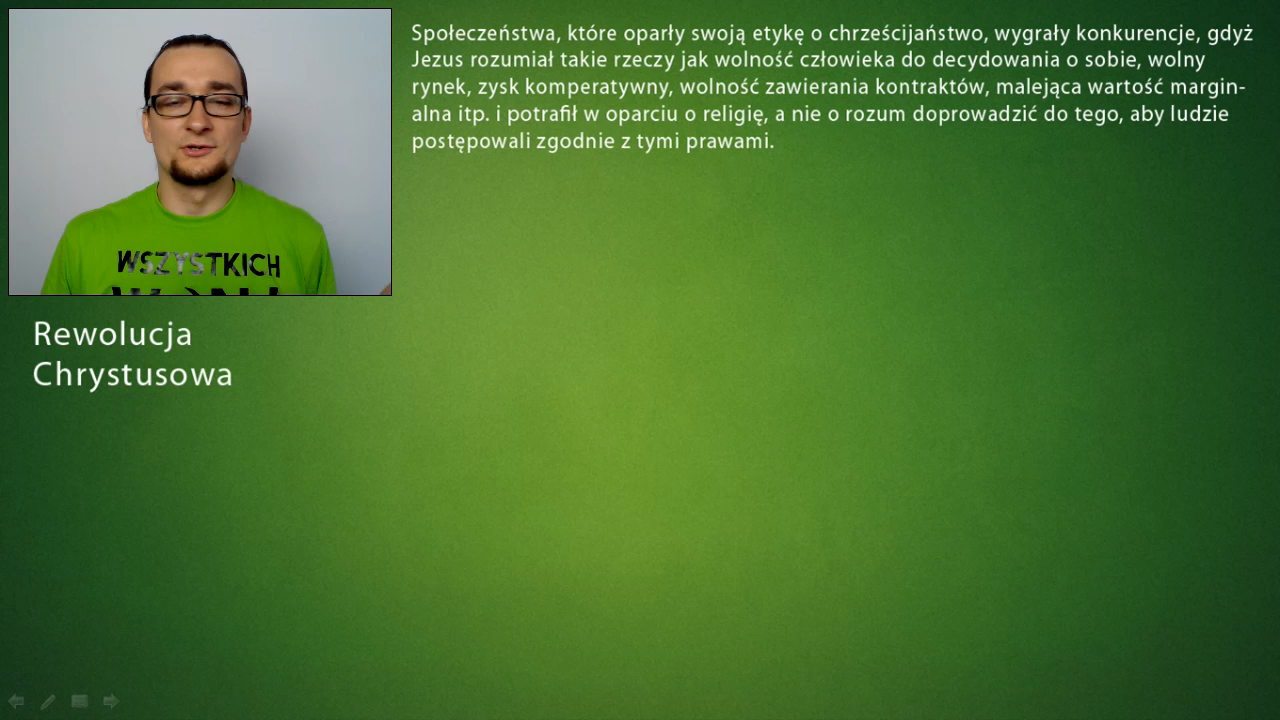 Społeczeństwa, które oparły swoją etykę o chrześcijaństwo, wygrały konkurencje, gdyż
Jezus rozumiał takie rzeczy jak wolność człowieka do decydowania o sobie, wolny
rynek, zysk komperatywny, wolność zawierania kontraktów, malejąca wartość margin-
alna itp. i potrafił w oparciu o religię, a nie o rozum doprowadzić do tego, aby ludzie
postępowali zgodnie z tymi prawami.
WSZYSTKICH
Rewolucja
Chrystusowa